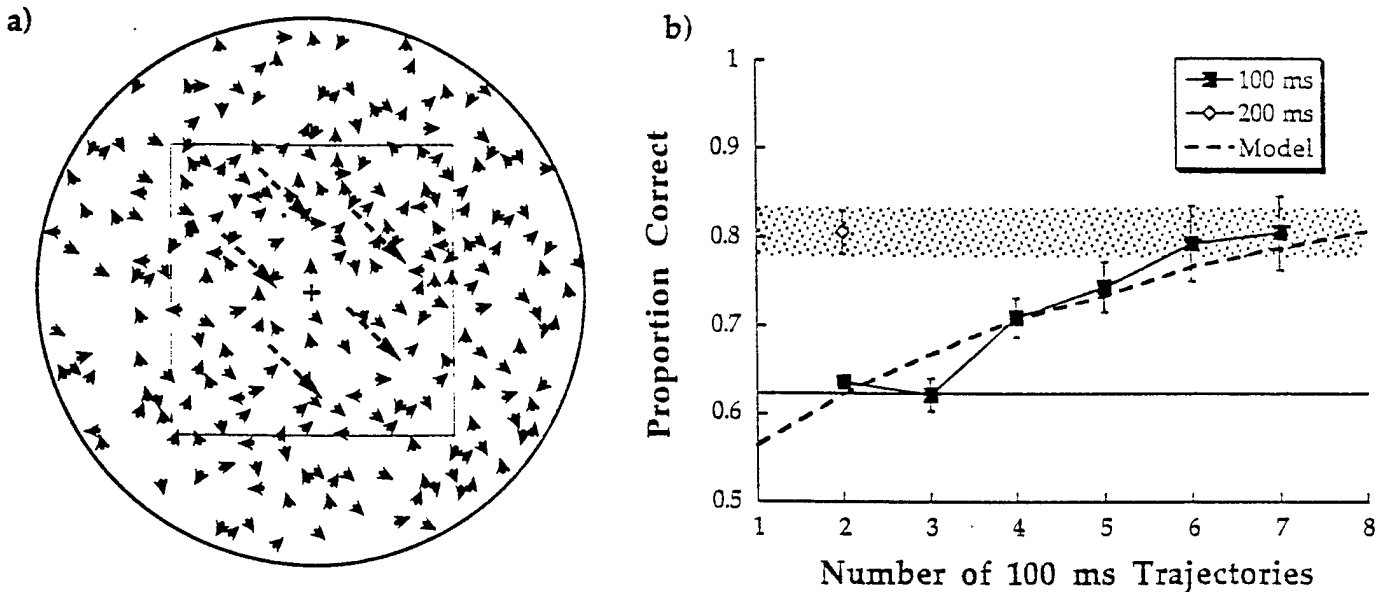 a)
b)
1
0.9
0.8
0.7
0.6
0.5
Proportion Correct
100 ms
200 ms
Model
1 2 3 4 5 6 7 8
Number of 100 ms Trajectories